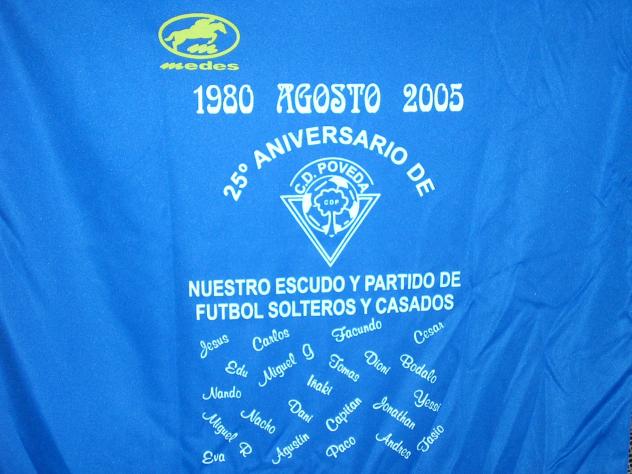 medes
1980 AGOSTO 2005
25º ANIVERSARIO DE
C.D. POVEDA
CDP
NUESTRO ESCUDO Y PARTIDO DE
FUTBOL SOLTEROS Y CASADOS
Jesus Carlos Facundo Cesar
Edu Miguel G Tomas Dioni Bodalo
Nando Iñaki Yessi
Miguel Nacho Dani Capitan Jonathan
Eva R Agustin Paco Andres Tasio